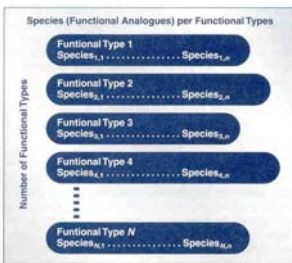 Species (Functional Analogues) per Functional Types
Number of Functional Types
Funtional Type 1
Species1,1 . . . . . . . . . . . . . . . Species1,n
Funtional Type 2
Species2,1 . . . . . . . . . . . . . . . . . . Species2,n
Funtional Type 3
Species3,1 . . . . . . . . . . . . . Species3,n
Funtional Type 4
Species4,1 . . . . . . . . . . . . . . . . . . . Species4,n
Funtional Type N
SpeciesN,1 . . . . . . . . . . . . . . SpeciesN,n